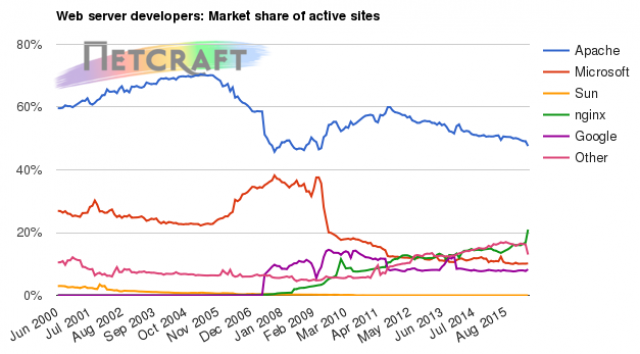 Web server developers: Market share of active sites
80%
NETCRAFT
60%
40%
20%
0%
Jun 2000
Jul 2001
Aug 2002
Sep 2003
Oct 2004
Nov 2005
Dec 2006
Jan 2008
Feb 2009
Mar 2010
Apr 2011
May 2012
Jun 2013
Jul 2014
Aug 2015
Apache
Microsoft
Sun
nginx
Google
Other